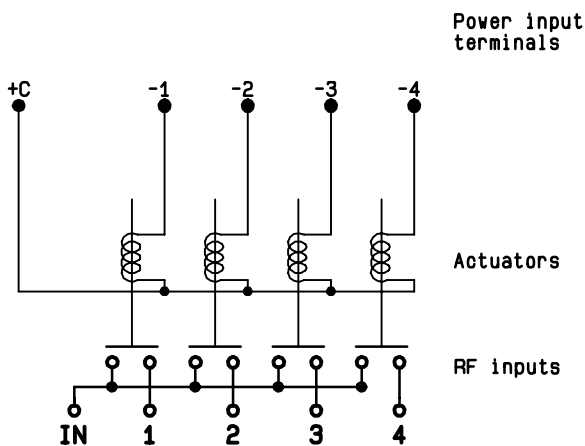 Power input
terminals
+C -1 -2 -3 -4
Actuators
RF inputs
IN 1 2 3 4